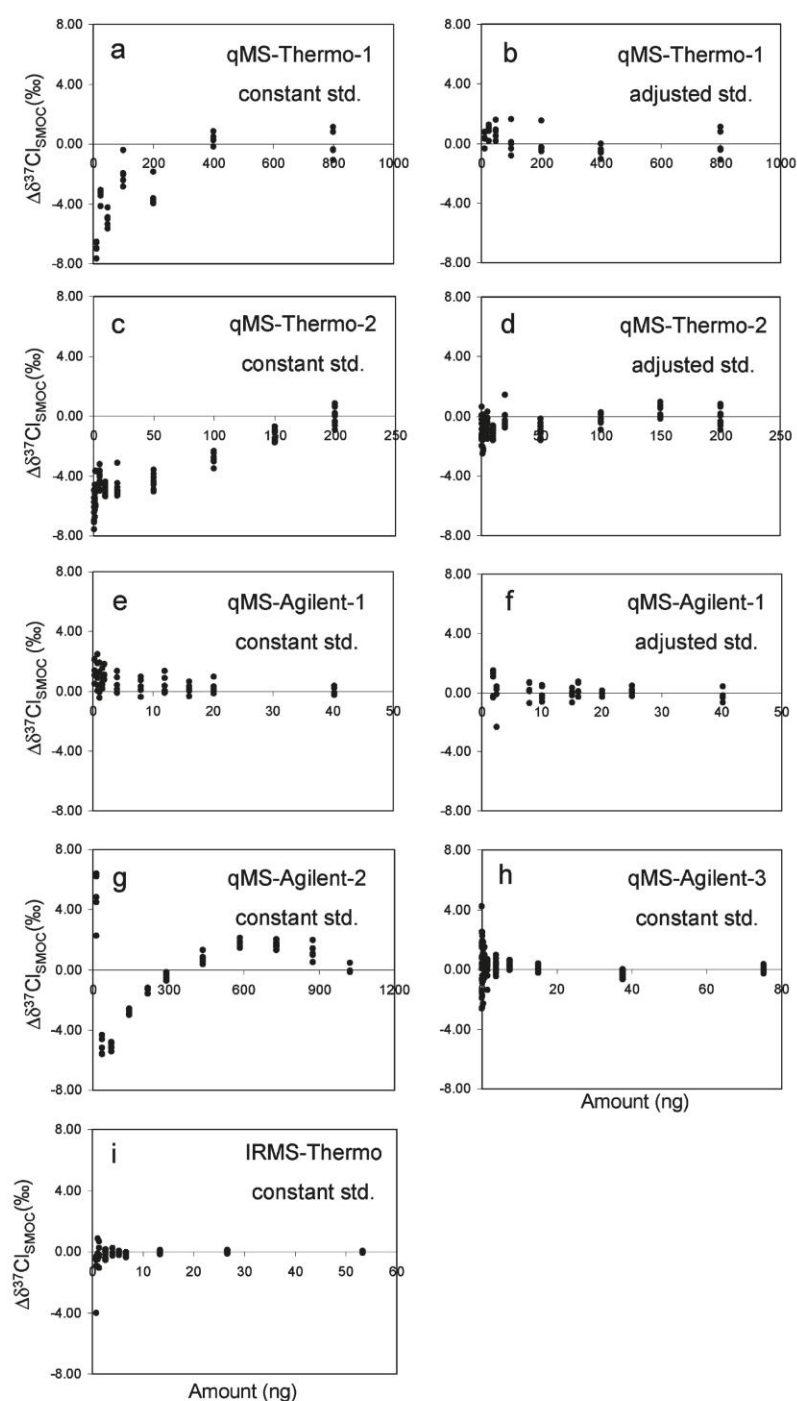 a
qMS-Thermo-1
constant std.
Δδ³⁷Cl_SMOC(‰)
8.00
4.00
0.00
-4.00
-8.00
0 200 400 600 800 1000
b
qMS-Thermo-1
adjusted std.
8.00
4.00
0.00
-4.00
-8.00
0 200 400 600 800 1000
c
qMS-Thermo-2
constant std.
Δδ³⁷Cl_SMOC(‰)
8.00
4.00
0.00
-4.00
-8.00
0 50 100 150 200 250
d
qMS-Thermo-2
adjusted std.
8.00
4.00
0.00
-4.00
-8.00
0 50 100 150 200 250
e
qMS-Agilent-1
constant std.
Δδ³⁷Cl_SMOC(‰)
8.00
4.00
0.00
-4.00
-8.00
0 10 20 30 40 50
f
qMS-Agilent-1
adjusted std.
8.00
4.00
0.00
-4.00
-8.00
0 10 20 30 40 50
g
qMS-Agilent-2
constant std.
Δδ³⁷Cl_SMOC(‰)
8.00
4.00
0.00
-4.00
-8.00
0 300 600 900 1200
h
qMS-Agilent-3
constant std.
8.00
4.00
0.00
-4.00
-8.00
0 20 40 60 80
Amount (ng)
i
IRMS-Thermo
constant std.
Δδ³⁷Cl_SMOC(‰)
8.00
4.00
0.00
-4.00
-8.00
0 10 20 30 40 50 60
Amount (ng)